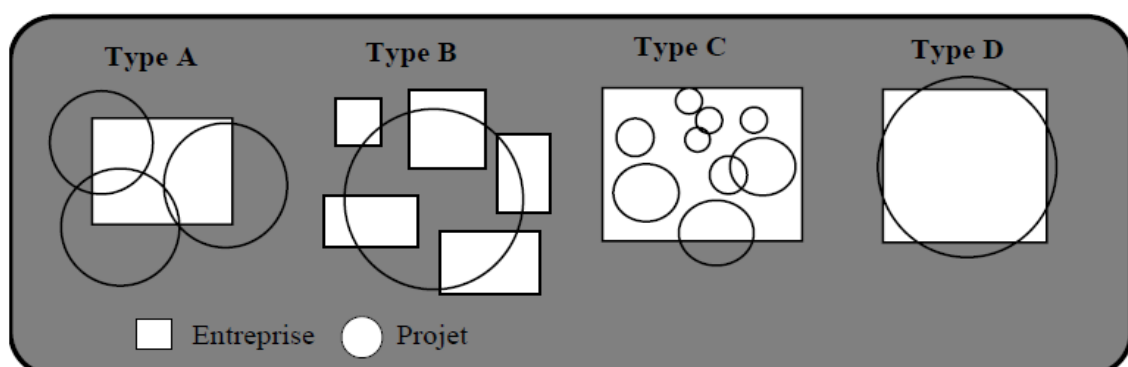 Type A
Type B
Type C
Type D
Entreprise
Projet